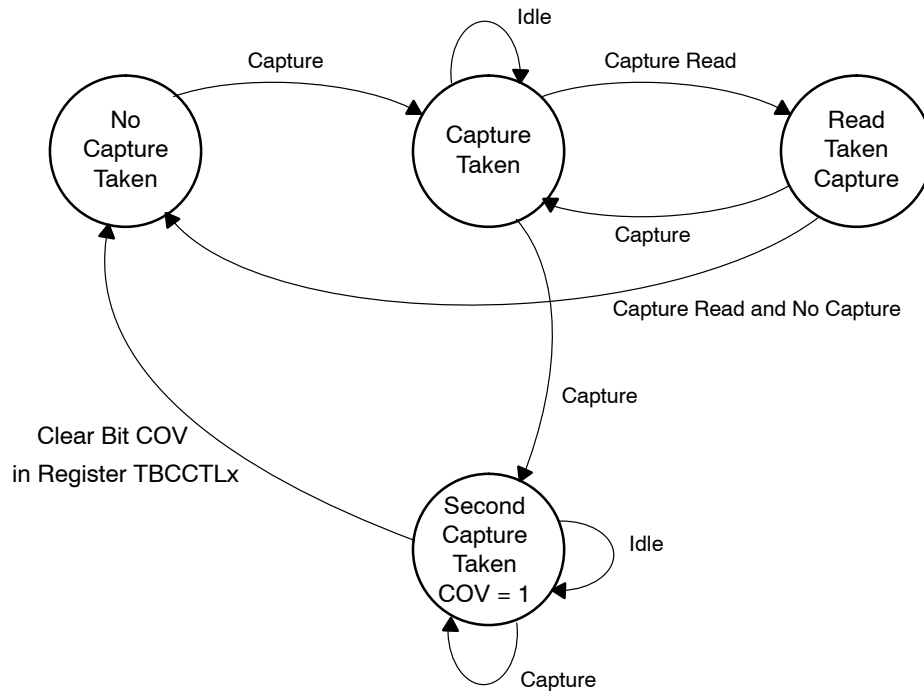 Idle
Capture
Capture Read
No
Capture
Taken
Capture
Taken
Read
Taken
Capture
Capture
Capture Read and No Capture
Capture
Clear Bit COV
in Register TBCCTLx
Second
Capture
Taken
COV = 1
Idle
Capture